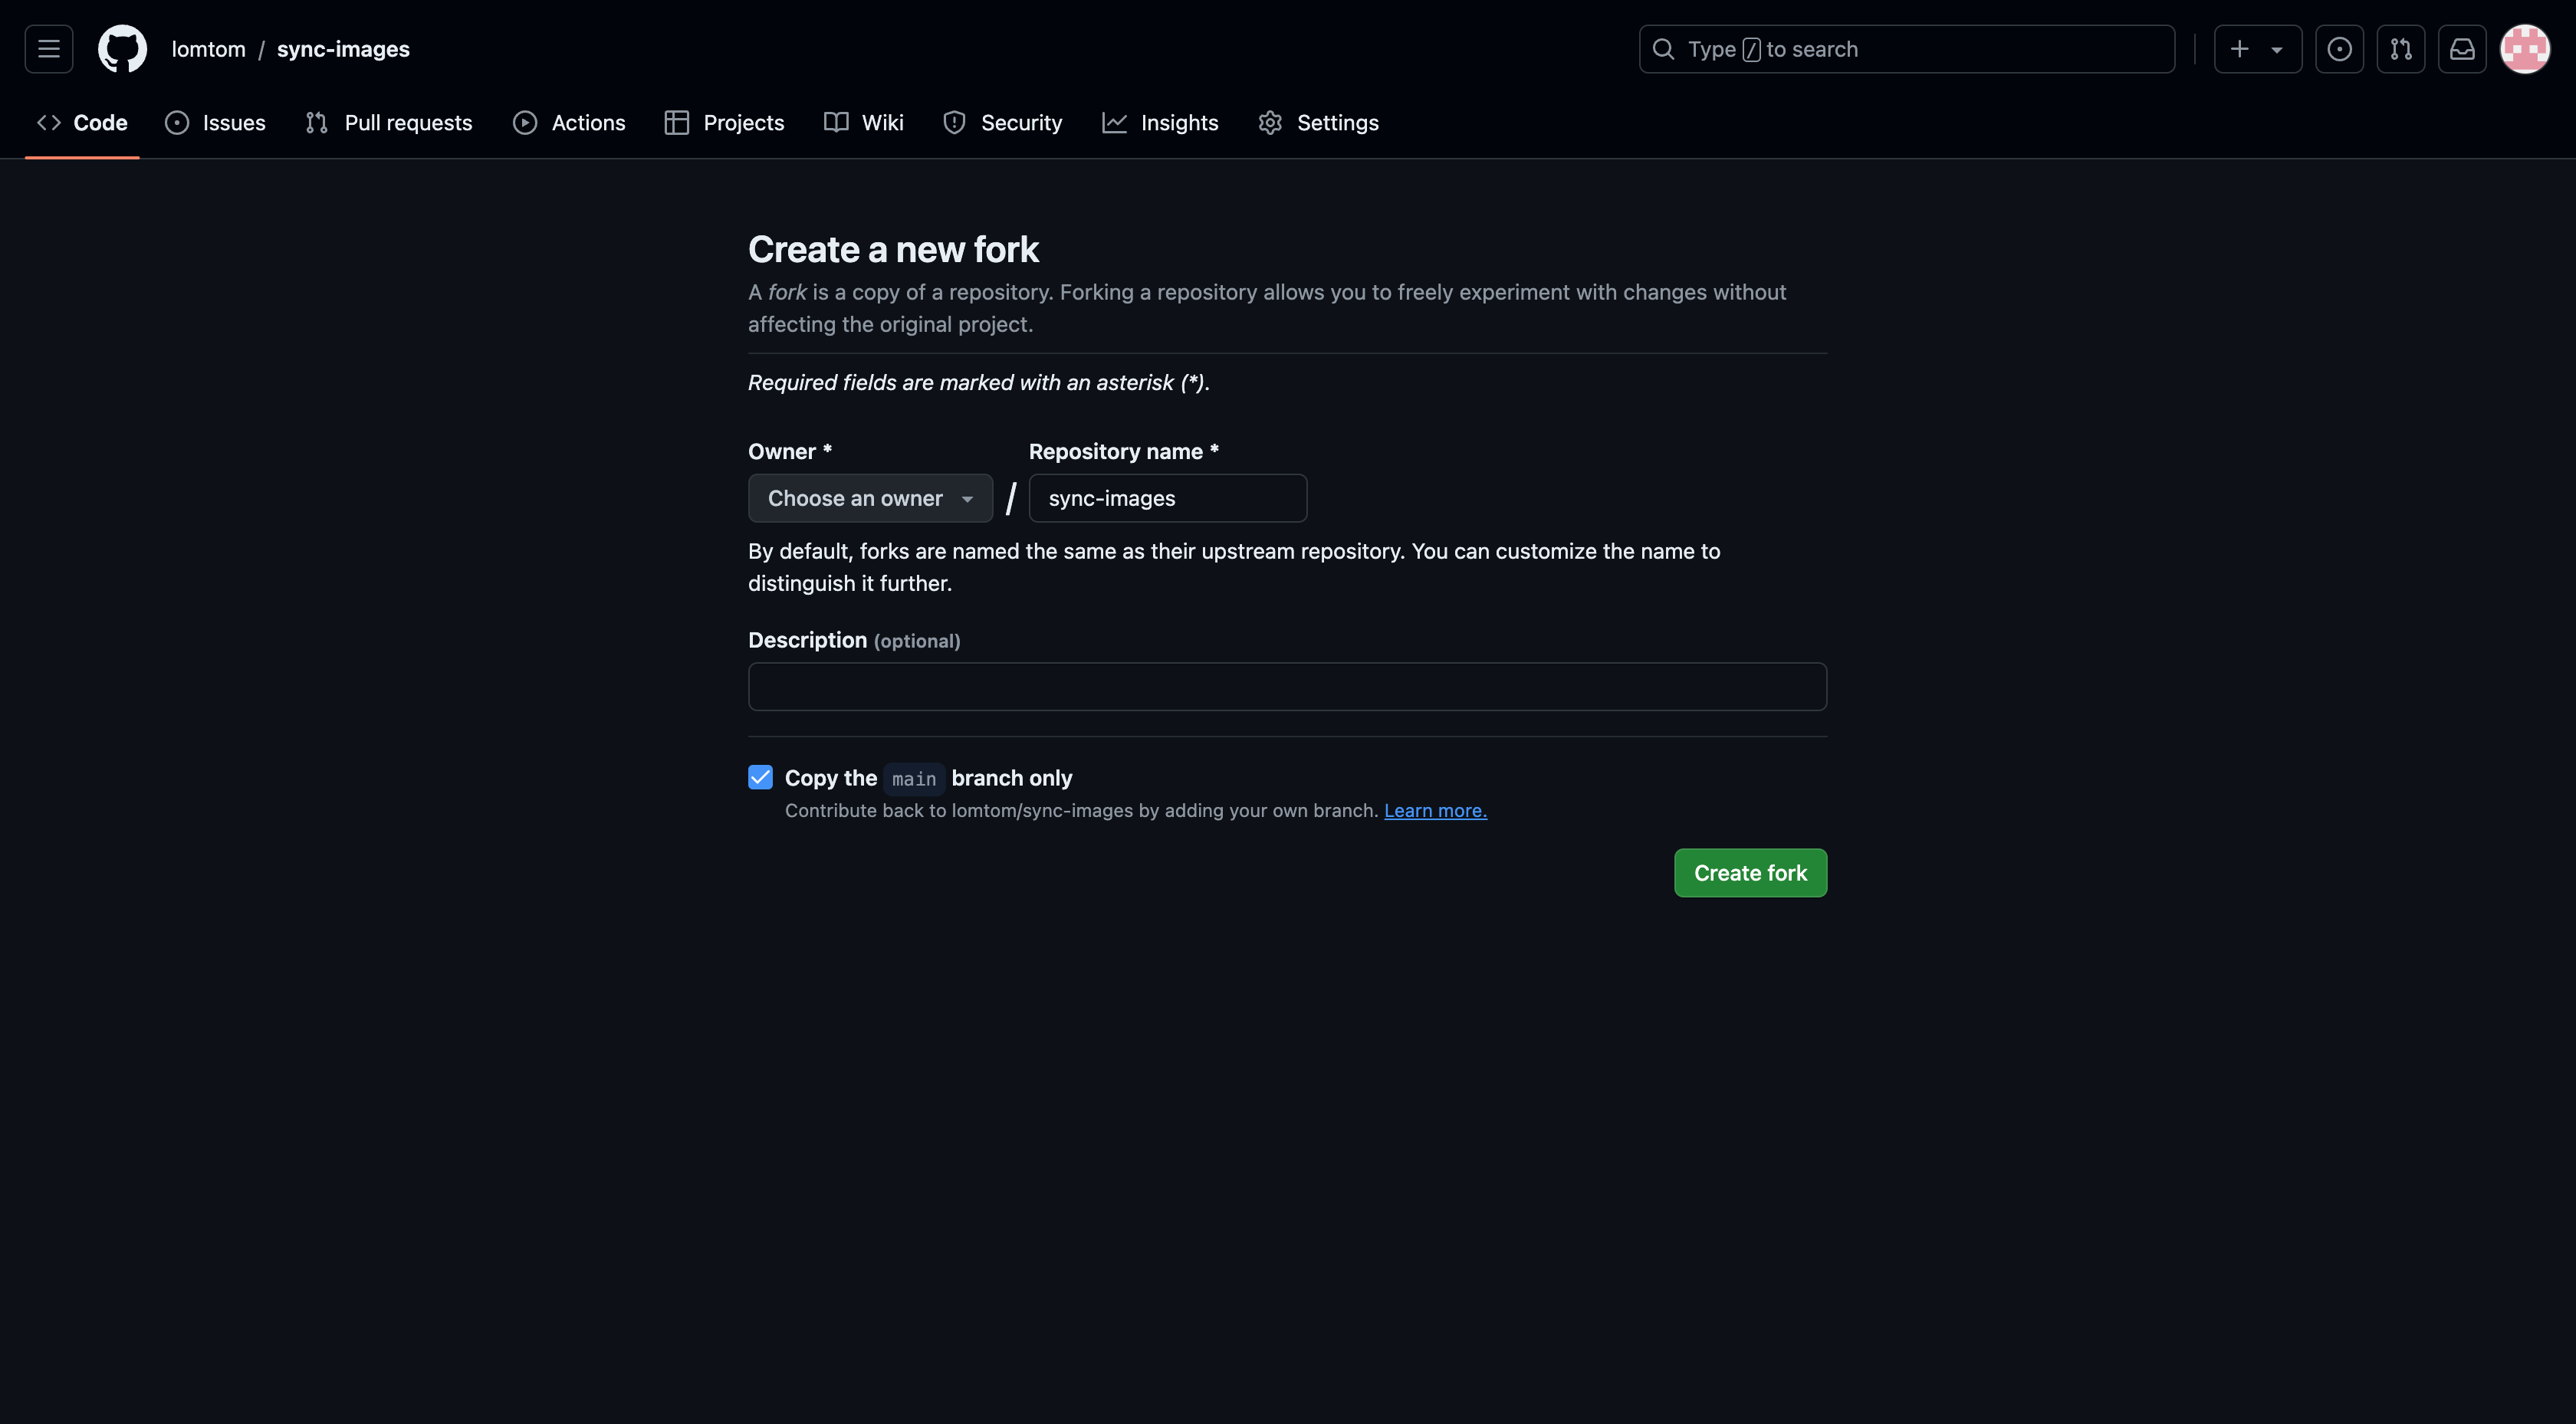 lomtom / sync-images
Type / to search
Code
Issues
Pull requests
Actions
Projects
Wiki
Security
Insights
Settings
Create a new fork
A fork is a copy of a repository. Forking a repository allows you to freely experiment with changes without
affecting the original project.
Required fields are marked with an asterisk (*).
Owner *
Repository name *
Choose an owner / sync-images
By default, forks are named the same as their upstream repository. You can customize the name to
distinguish it further.
Description (optional)
Copy the main branch only
Contribute back to lomtom/sync-images by adding your own branch. Learn more.
Create fork